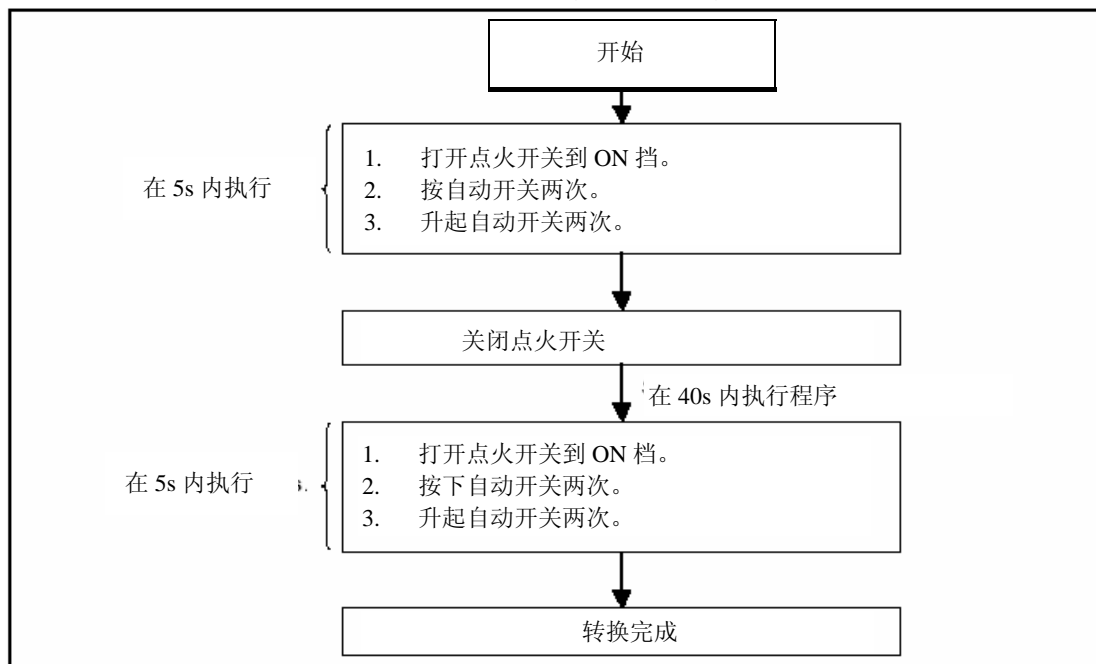 开始
在 5s 内执行
1. 打开点火开关到 ON 挡。
2. 按自动开关两次。
3. 升起自动开关两次。
关闭点火开关
在 40s 内执行程序
在 5s 内执行
s.
1. 打开点火开关到 ON 档。
2. 按下自动开关两次。
3. 升起自动开关两次。
转换完成